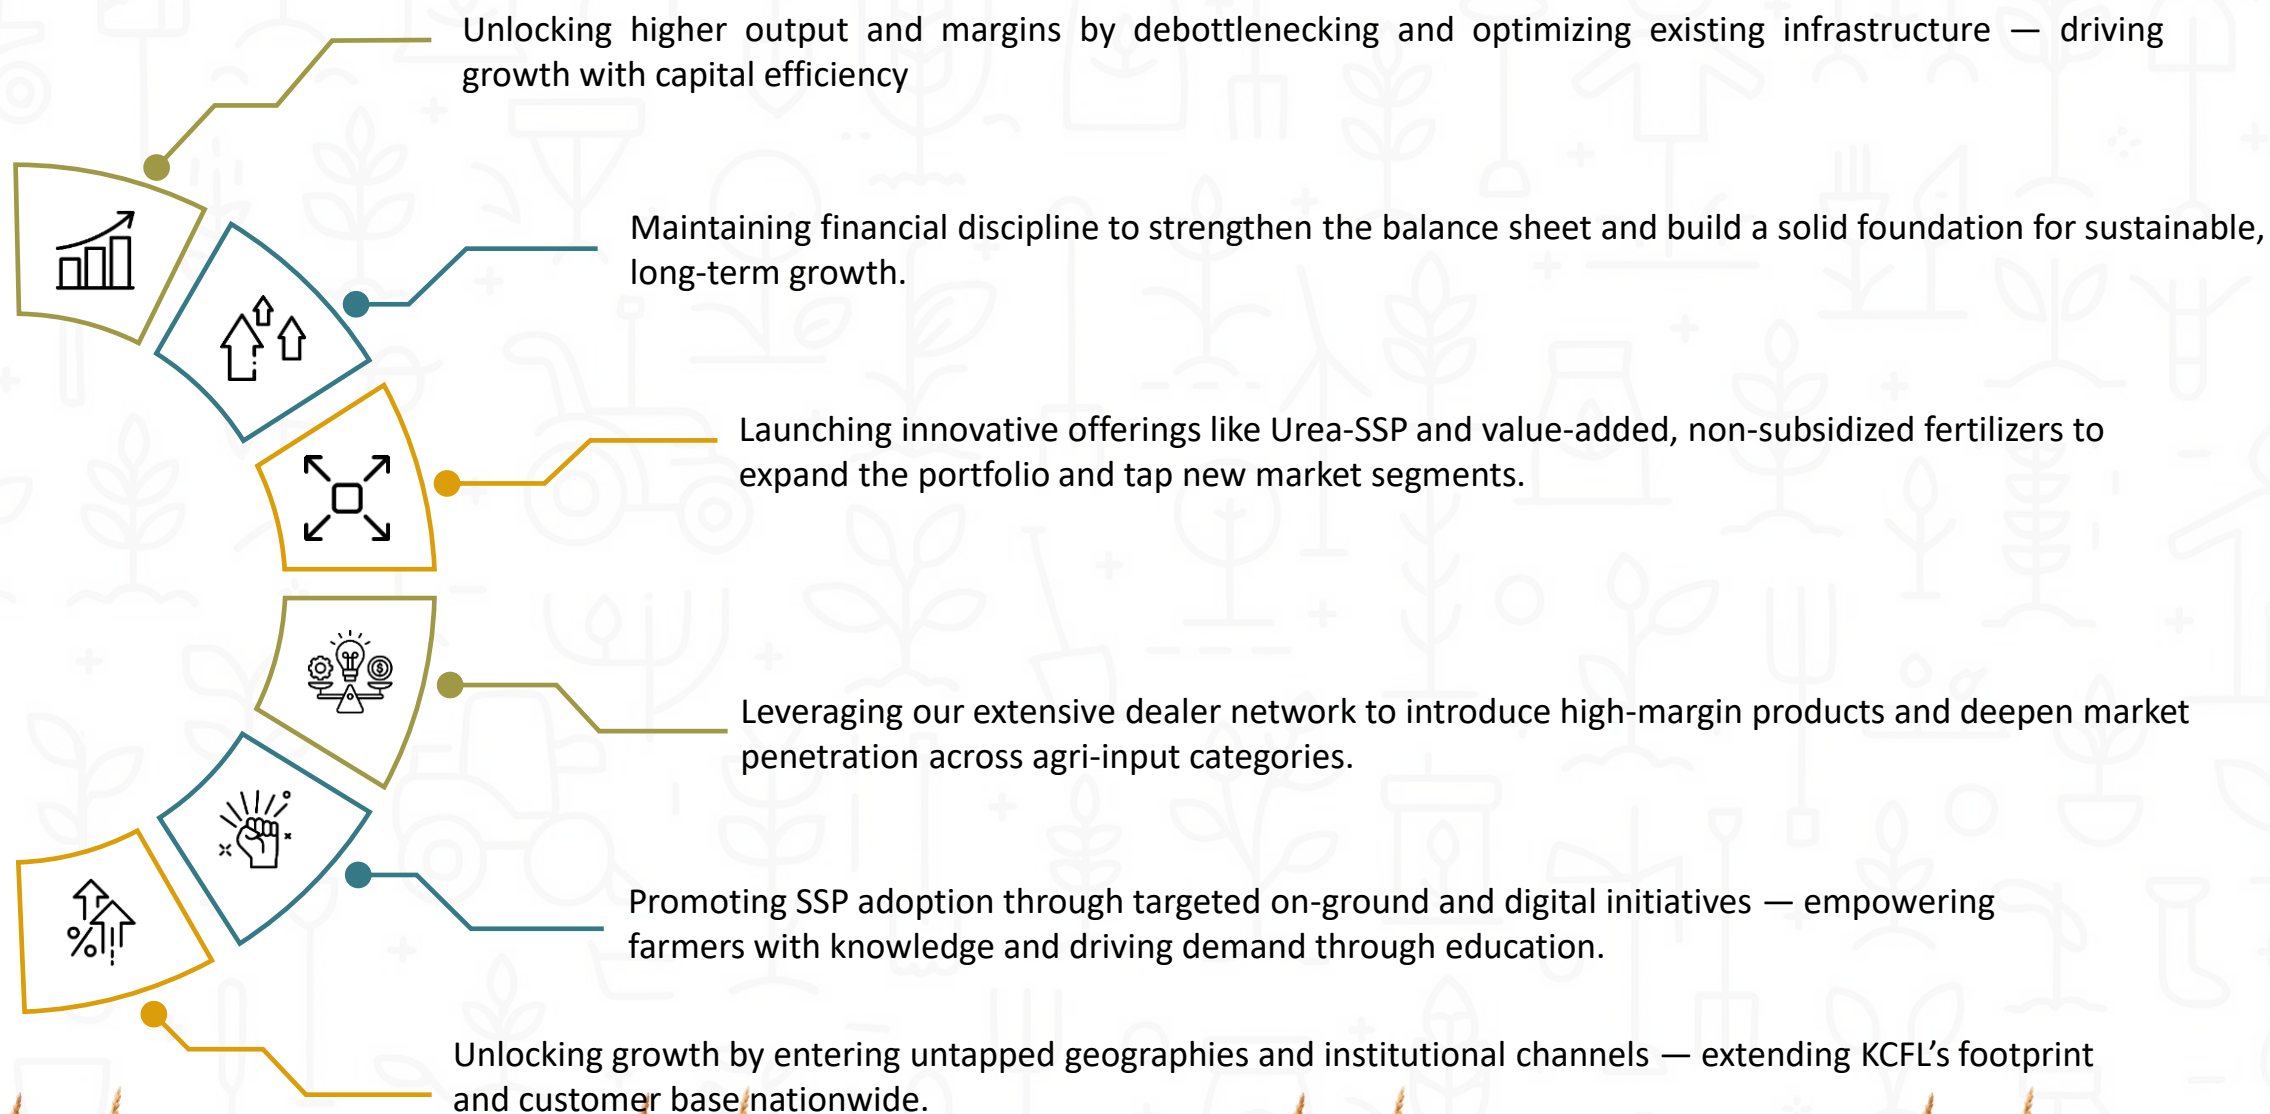 Unlocking higher output and margins by debottlenecking and optimizing existing infrastructure — driving
growth with capital efficiency
Maintaining financial discipline to strengthen the balance sheet and build a solid foundation for sustainable,
long-term growth.
Launching innovative offerings like Urea-SSP and value-added, non-subsidized fertilizers to
expand the portfolio and tap new market segments.
Leveraging our extensive dealer network to introduce high-margin products and deepen market
penetration across agri-input categories.
Promoting SSP adoption through targeted on-ground and digital initiatives — empowering
farmers with knowledge and driving demand through education.
Unlocking growth by entering untapped geographies and institutional channels — extending KCFL’s footprint
and customer base nationwide.